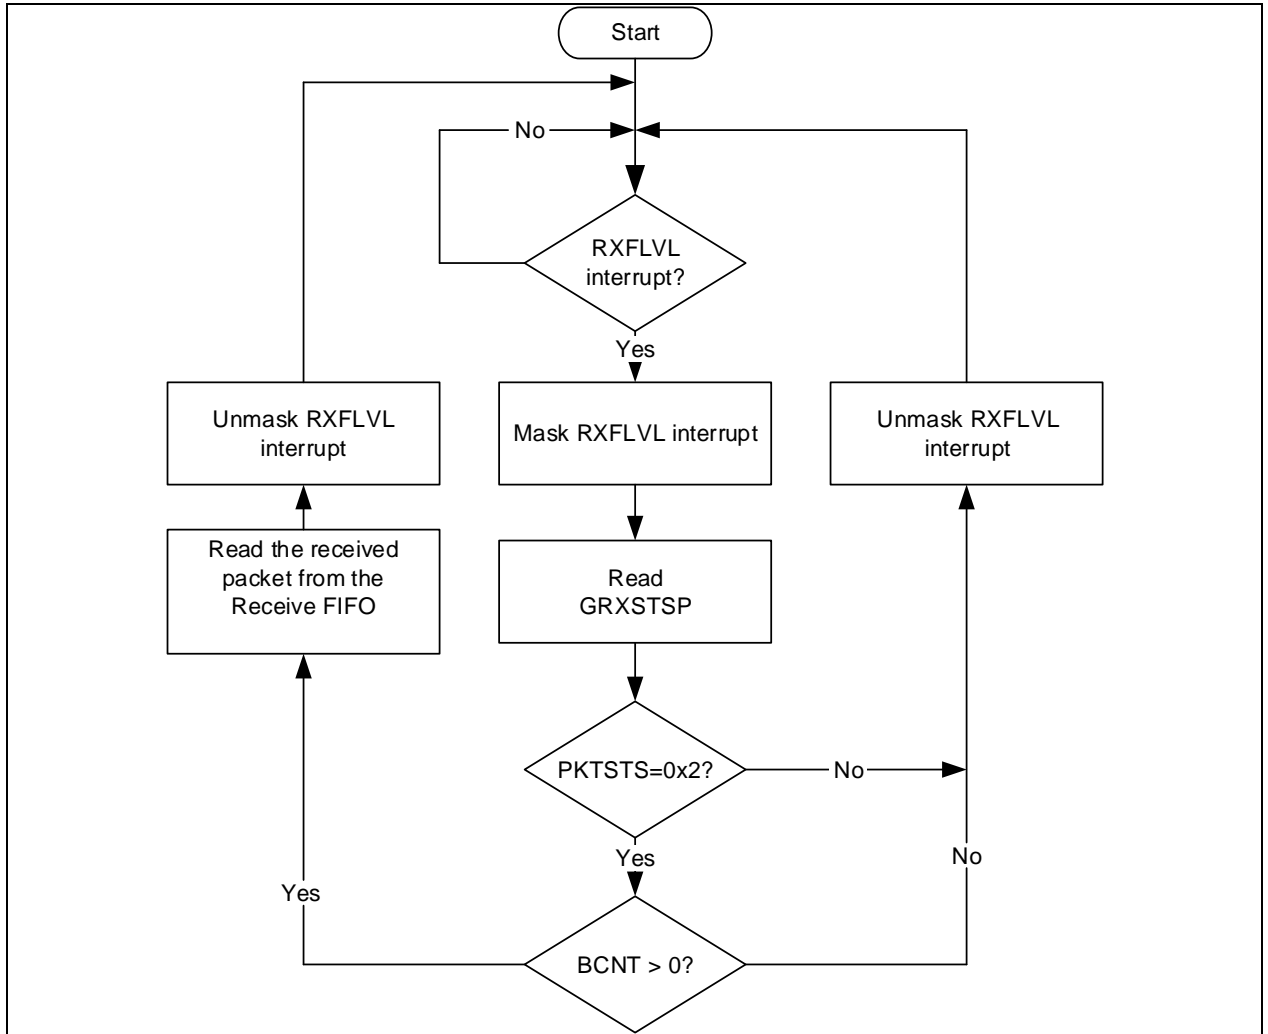 Start
No
RXFLVL
interrupt?
Yes
Unmask RXFLVL
interrupt
Mask RXFLVL interrupt
Unmask RXFLVL
interrupt
Read the received
packet from the
Receive FIFO
Read
GRXSTSP
PKTSTS=0x2?
No
Yes
No
Yes
BCNT > 0?